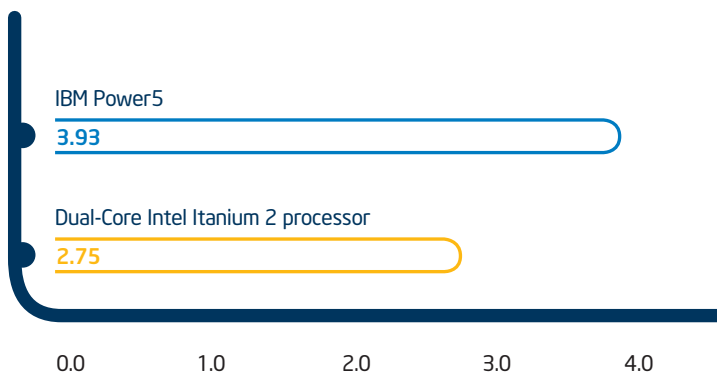 IBM Power5
3.93
Dual-Core Intel Itanium 2 processor
2.75
0.0 1.0 2.0 3.0 4.0